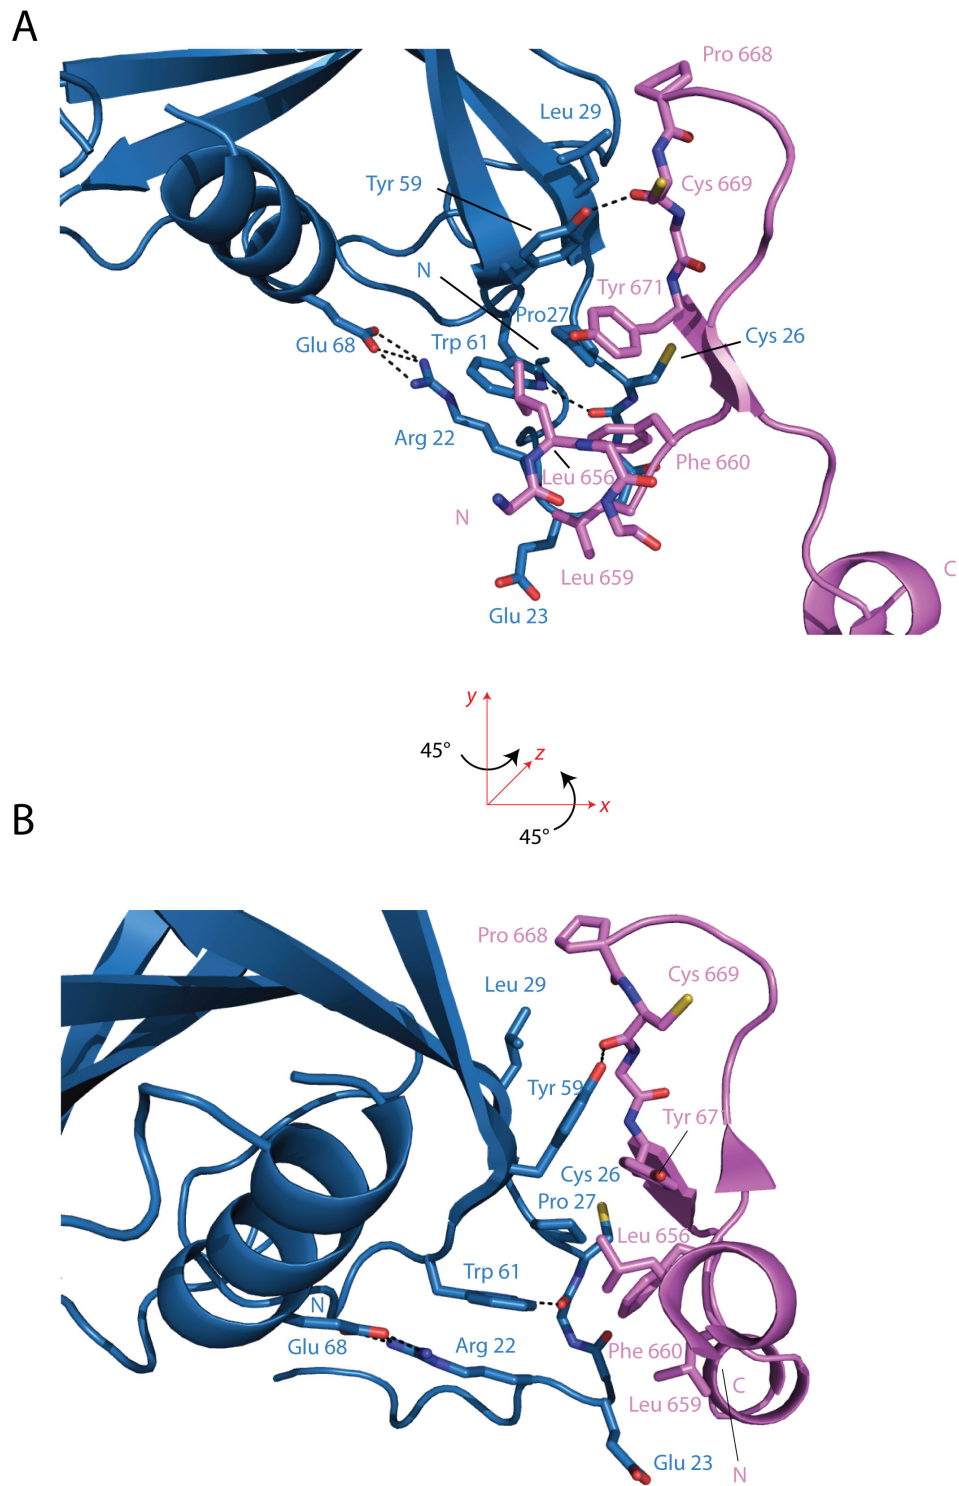 A
Pro 668
Leu 29
Tyr 59
Cys 669
N
Tyr 671
Pro27
Cys 26
Glu 68
Trp 61
Arg 22
Leu 656
Phe 660
N
Leu 659
C
Glu 23
y
45°
z
x
B
45°
Pro 668
Cys 669
Leu 29
Tyr 59
Tyr 67
Cys 26
Pro 27
Leu 656
Trp 61
N
Glu 68
Arg 22
Phe 660
C
Leu 659
Glu 23
N